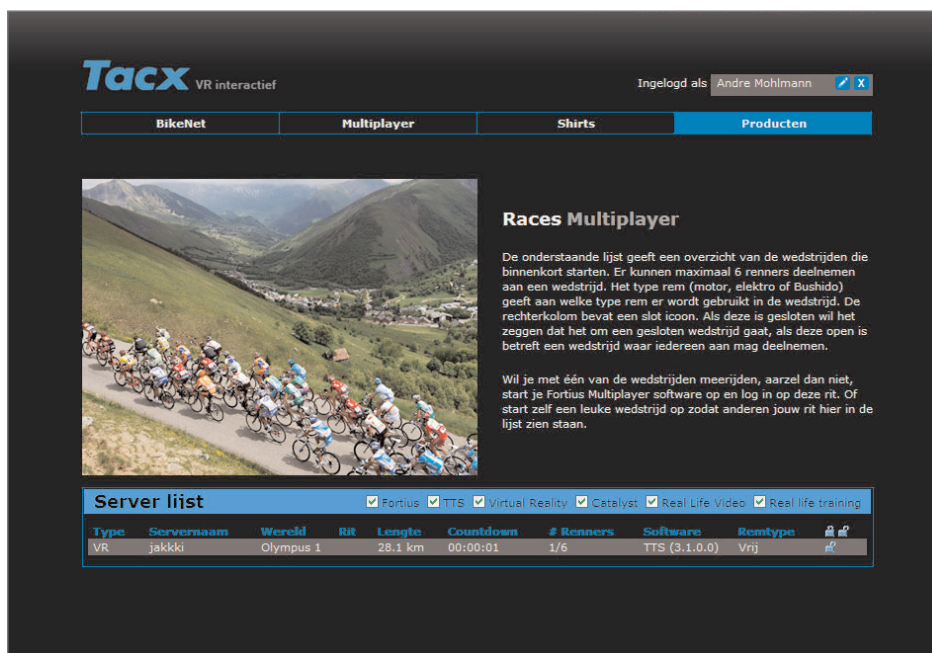 Tacx VR interactief
Ingelogd als Andre Mohlmann X
BikeNet Multiplayer Shirts Producten
Races Multiplayer
De onderstaande lijst geeft een overzicht van de wedstrijden die
binnenkort starten. Er kunnen maximaal 6 renners deelnemen
aan een wedstrijd. Het type rem (motor, elektro of Bushido)
geeft aan welke type rem er wordt gebruikt in de wedstrijd. De
rechterkolom bevat een slot icoon. Als deze is gesloten wil het
zeggen dat het om een gesloten wedstrijd gaat, als deze open is
betreft een wedstrijd waar iedereen aan mag deelnemen.
Wil je met één van de wedstrijden meerijden, aarzel dan niet,
start je Fortius Multiplayer software op en log in op deze rit. Of
start zelf een leuke wedstrijd op zodat anderen jouw rit hier in de
lijst zien staan.
Server lijst Fortius TTS Virtual Reality Catalyst Real Life Video Real life training
Type Servernaam Wereld Rit Lengte Countdown # Renners Software Remtype
VR jakkki Olympus 1 28.1 km 00:00:01 1/6 TTS (3.1.0.0) Vrij